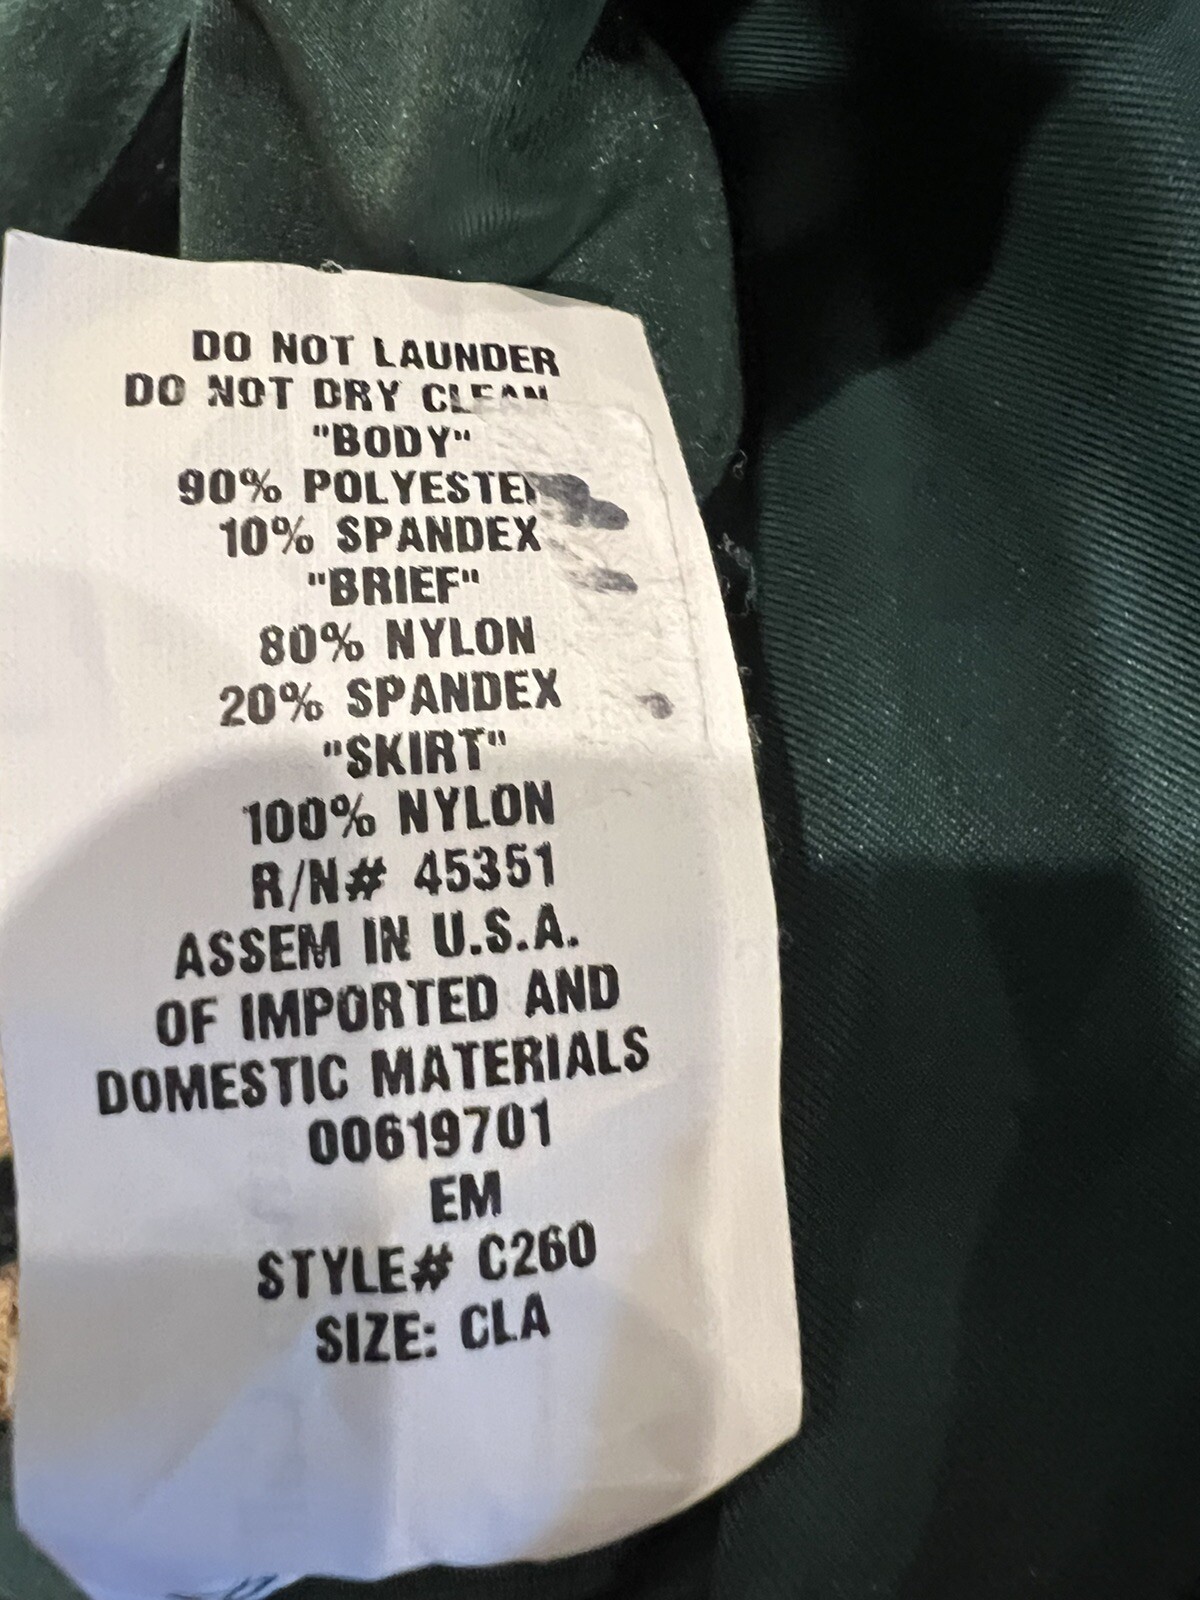 DO NOT LAUNDER
DO NOT DRY CLEAN
"BODY"
90% POLYESTER
10% SPANDEX
"BRIEF"
80% NYLON
20% SPANDEX
"SKIRT"
100% NYLON
R/N# 45351
ASSEM IN U.S.A.
OF IMPORTED AND
DOMESTIC MATERIALS
00619701
EM
STYLE# C260
SIZE: CLA